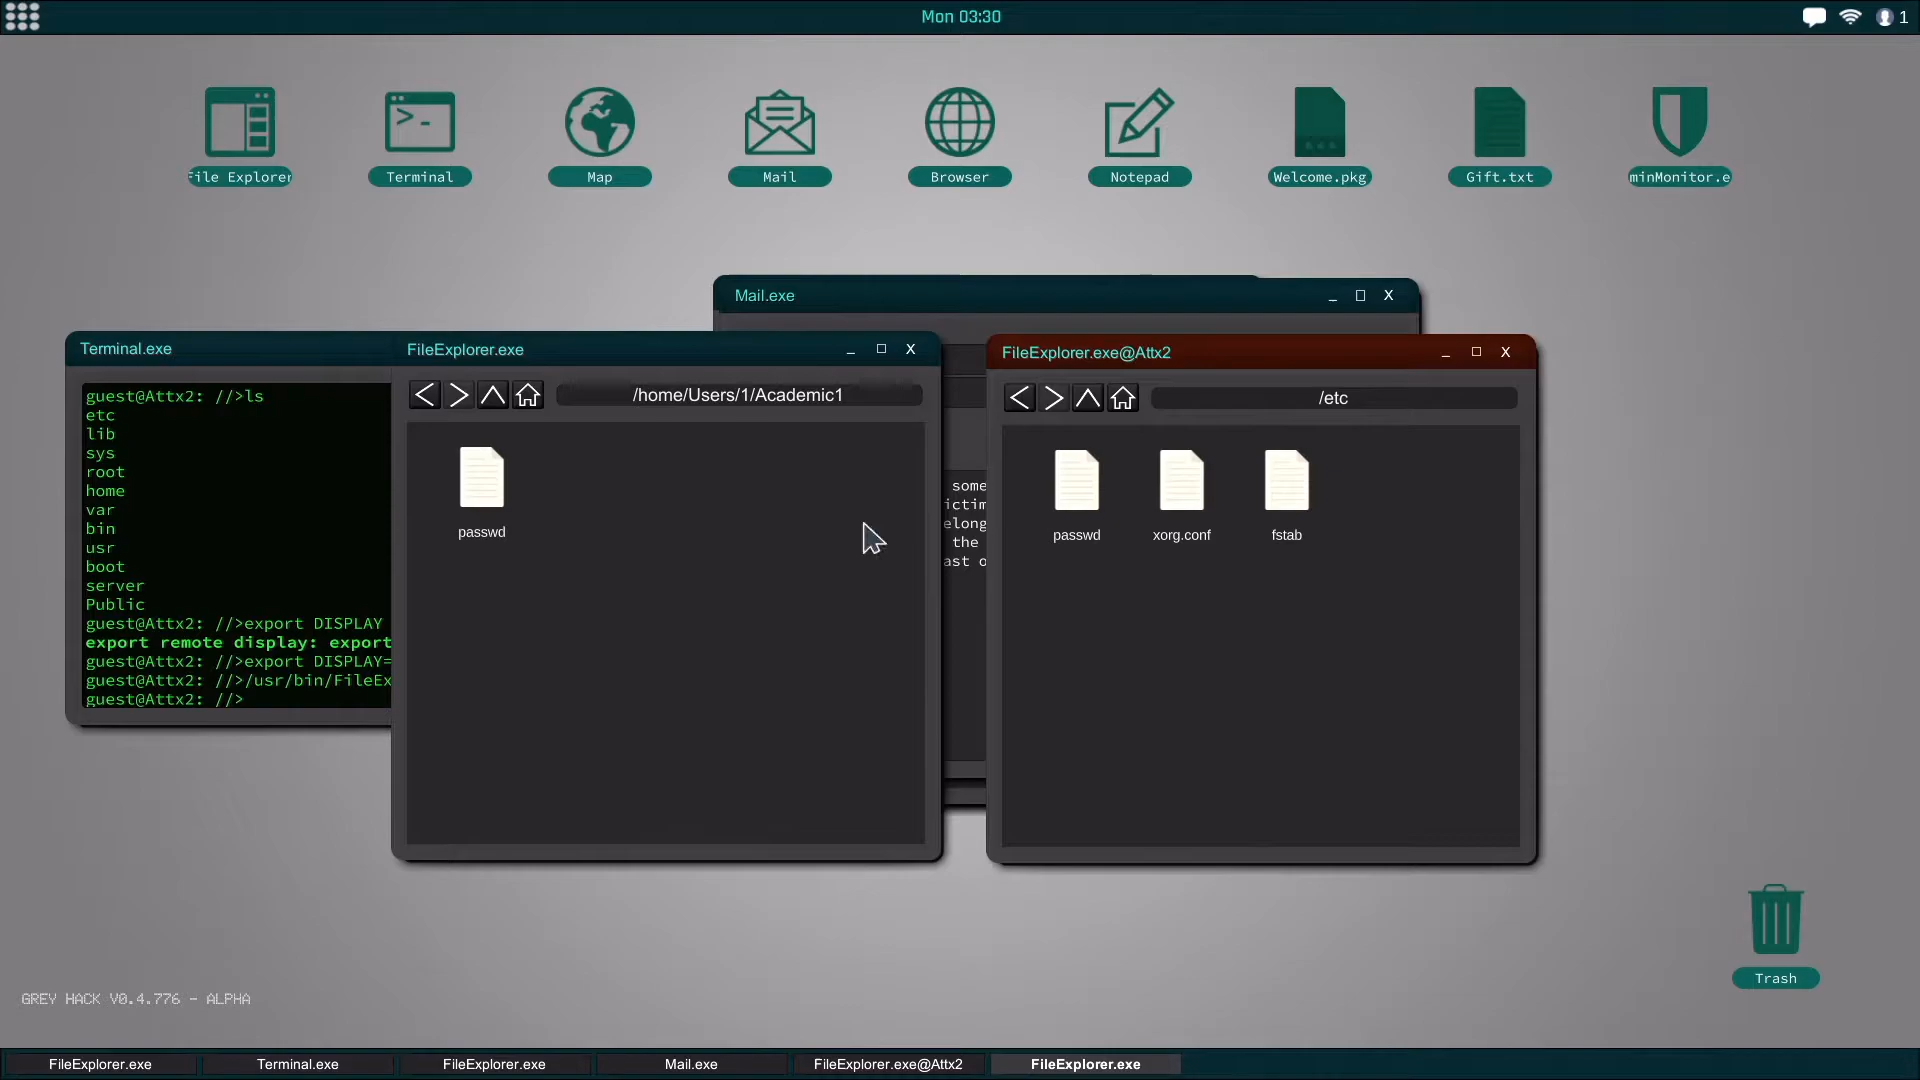 Mon 03:30
1
File Explorer
Terminal
Map
Mail
Browser
Notepad
Welcome.pkg
Gift.txt
minMonitor.e
Mail.exe
_ □ X
Terminal.exe
guest@Attx2: //>ls
etc
lib
sys
root
home
var
bin
usr
boot
server
Public
guest@Attx2: //>export DISPLAY
export remote display: export
guest@Attx2: //>export DISPLAY=
guest@Attx2: //>/usr/bin/FileEx
guest@Attx2: //>
FileExplorer.exe
_ □ X
/home/Users/1/Academic1
passwd
some
ictim
elong
the
ast o
FileExplorer.exe@Attx2
_ □ X
/etc
passwd
xorg.conf
fstab
Trash
GREY HACK V0.4.776 - ALPHA
FileExplorer.exe
Terminal.exe
FileExplorer.exe
Mail.exe
FileExplorer.exe@Attx2
FileExplorer.exe